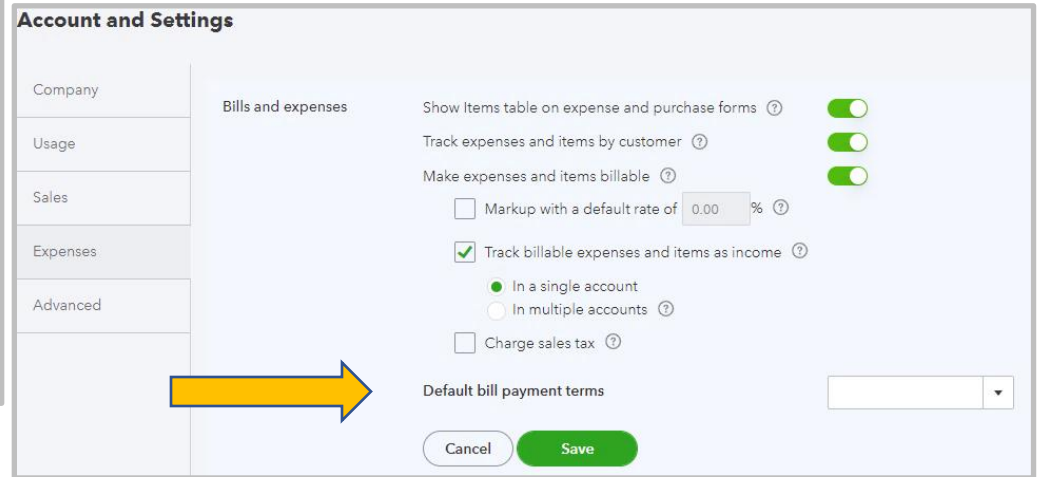 Account and Settings
Company
Usage
Sales
Expenses
Advanced
Bills and expenses
Show Items table on expense and purchase forms ?
Track expenses and items by customer ?
Make expenses and items billable ?
Markup with a default rate of 0.00 % ?
Track billable expenses and items as income ?
In a single account
In multiple accounts ?
Charge sales tax ?
Default bill payment terms
Cancel Save